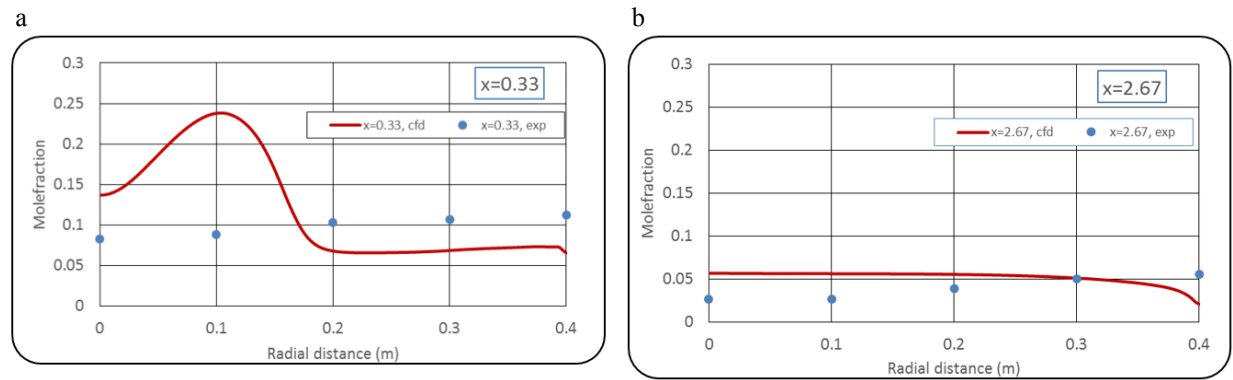 a
x=0.33
x=0.33, cfd x=0.33, exp
Molefraction
0.3
0.25
0.2
0.15
0.1
0.05
0
0 0.1 0.2 0.3 0.4
Radial distance (m)
b
x=2.67
x=2.67, cfd x=2.67, exp
Molefraction
0.3
0.25
0.2
0.15
0.1
0.05
0
0 0.1 0.2 0.3 0.4
Radial distance (m)